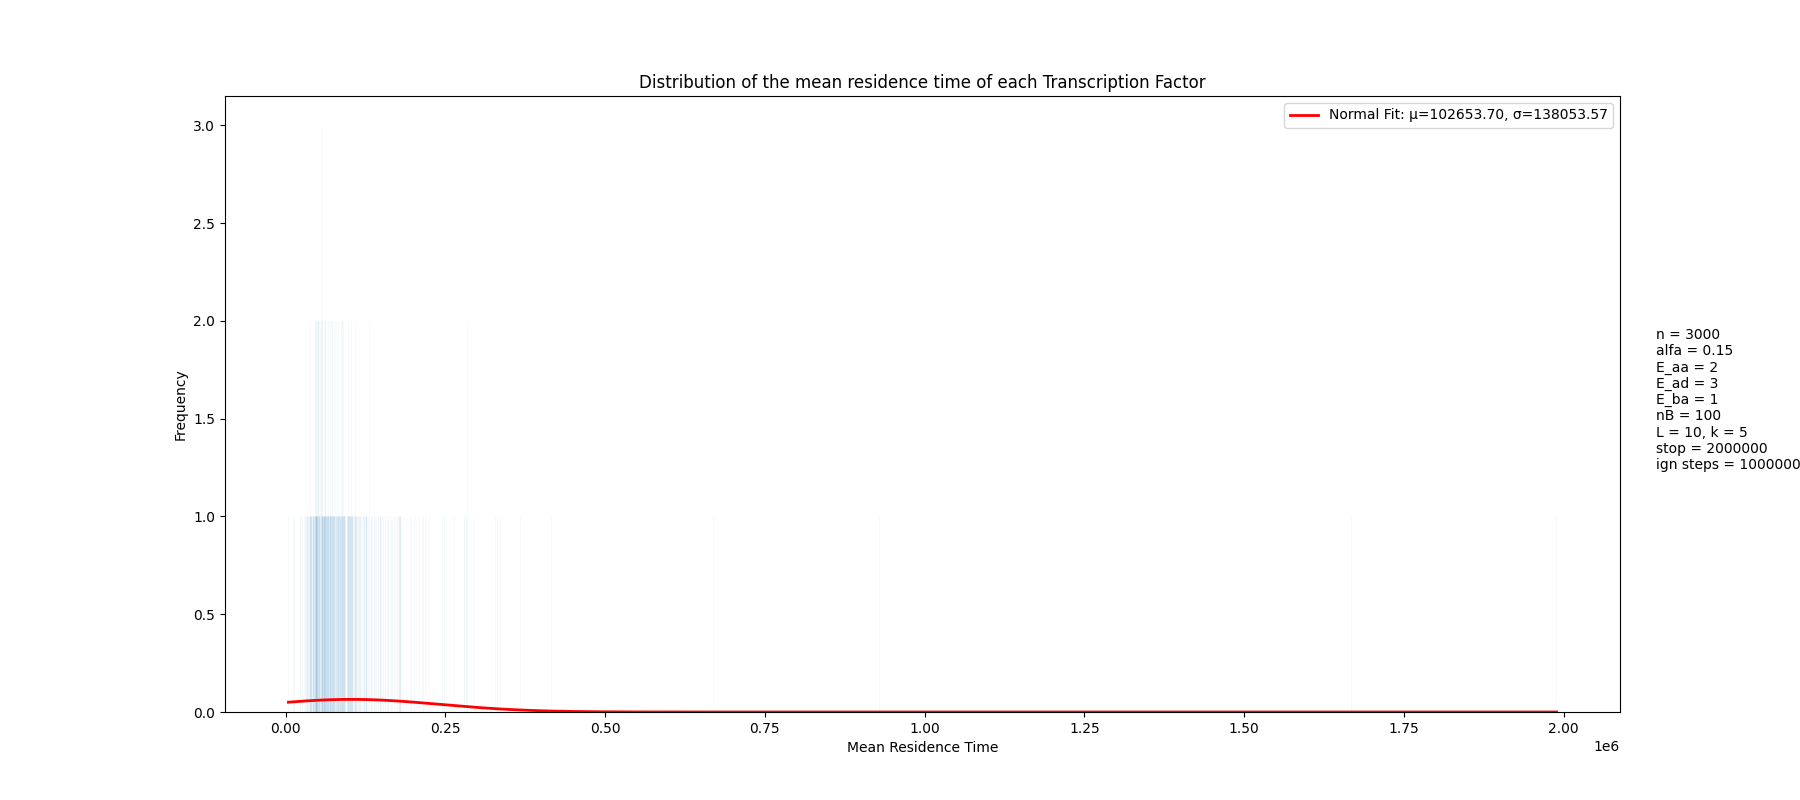 Distribution of the mean residence time of each Transcription Factor
Normal Fit: μ=102653.70, σ=138053.57
3.0
2.5
2.0
1.5
1.0
0.5
0.0
Frequency
0.00 0.25 0.50 0.75 1.00 1.25 1.50 1.75 2.00
1e6
Mean Residence Time
n = 3000
alfa = 0.15
E_aa = 2
E_ad = 3
E_ba = 1
nB = 100
L = 10, k = 5
stop = 2000000
ign steps = 1000000